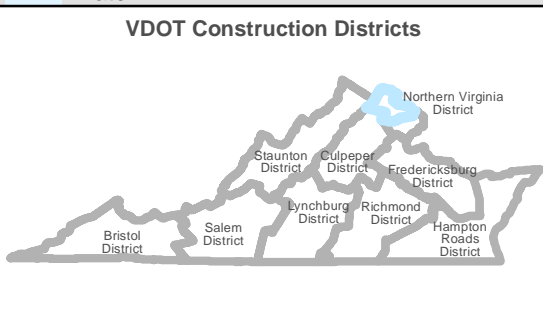 VDOT Construction Districts
Northern Virginia
District
Staunton
District
Culpeper
District
Fredericksburg
District
Lynchburg
District
Richmond
District
Bristol
District
Salem
District
Hampton
Roads
District